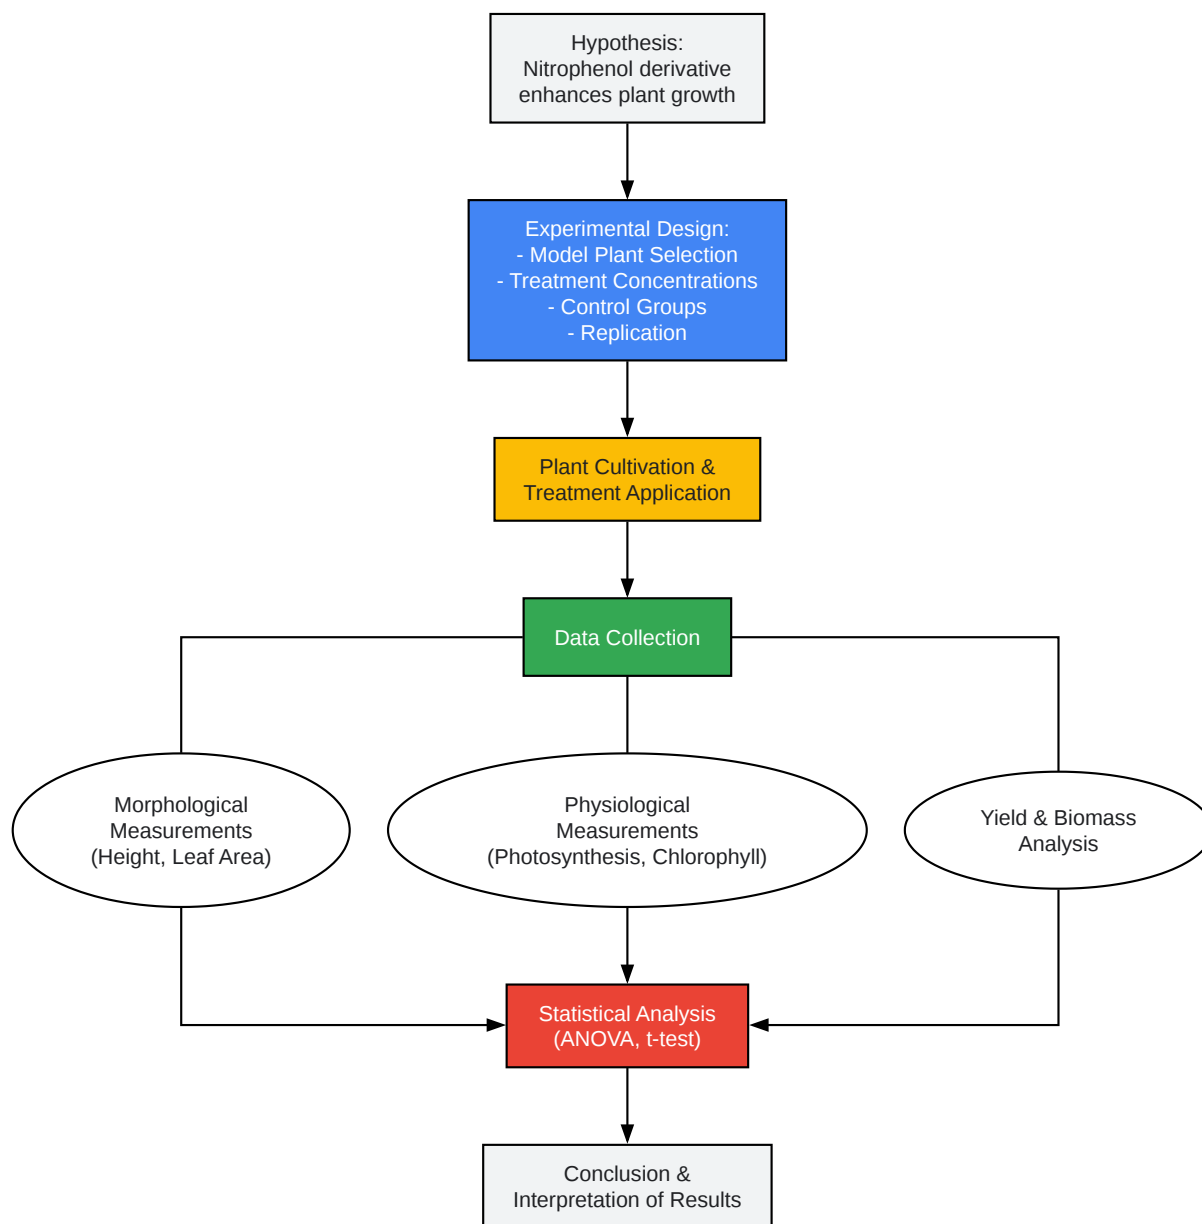 Hypothesis:
Nitrophenol derivative
enhances plant growth
Experimental Design:
- Model Plant Selection
- Treatment Concentrations
- Control Groups
- Replication
Plant Cultivation &
Treatment Application
Data Collection
Morphological
Measurements
(Height, Leaf Area)
Physiological
Measurements
(Photosynthesis, Chlorophyll)
Yield & Biomass
Analysis
Statistical Analysis
(ANOVA, t-test)
Conclusion &
Interpretation of Results